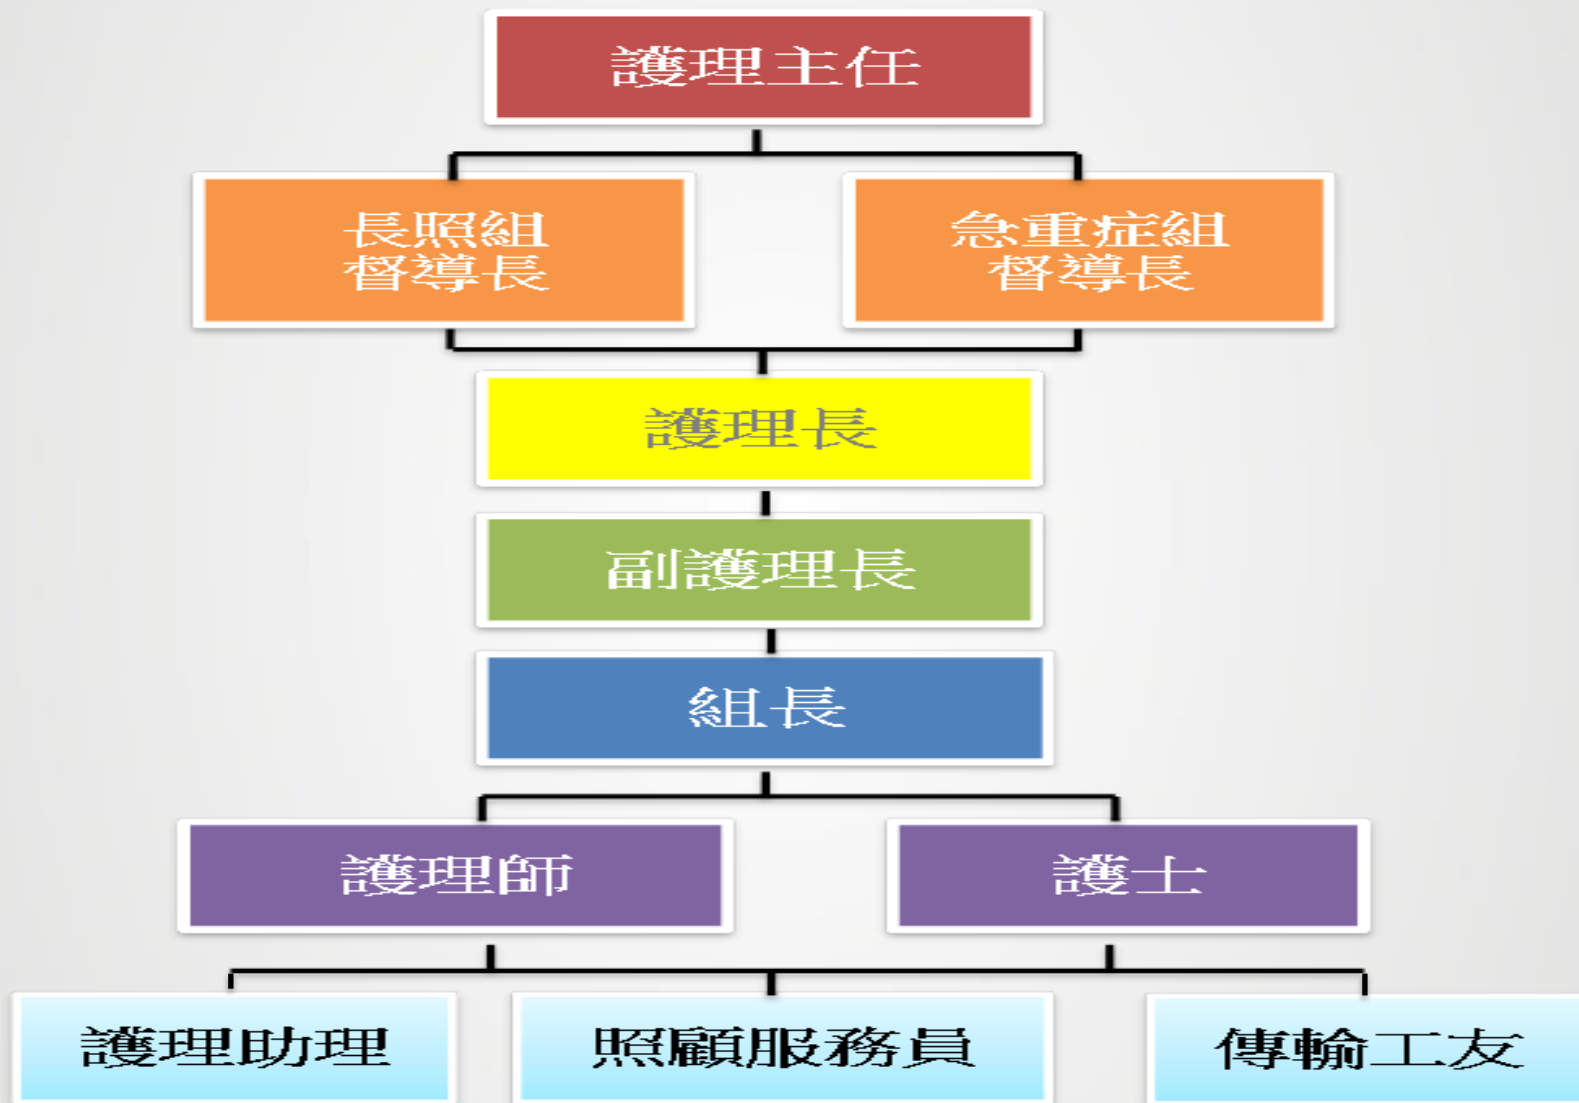 護理主任
長照組
督導長
急重症組
督導長
護理長
副護理長
組長
護理師
護士
護理助理
照顧服務員
傳輸工友